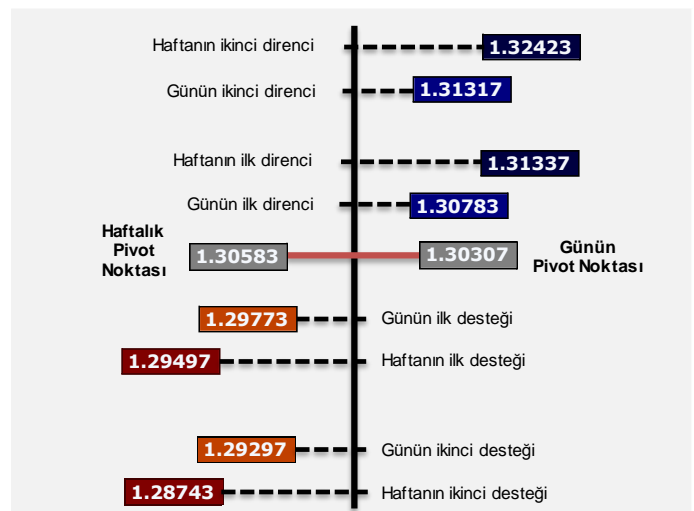 Haftanın ikinci direnci 1.32423
Günün ikinci direnci 1.31317
Haftanın ilk direnci 1.31337
Günün ilk direnci 1.30783
Haftalık
Pivot
Noktası
1.30583
1.30307
Günün
Pivot Noktası
1.29773 Günün ilk desteği
1.29497 Haftanın ilk desteği
1.29297 Günün ikinci desteği
1.28743 Haftanın ikinci desteği